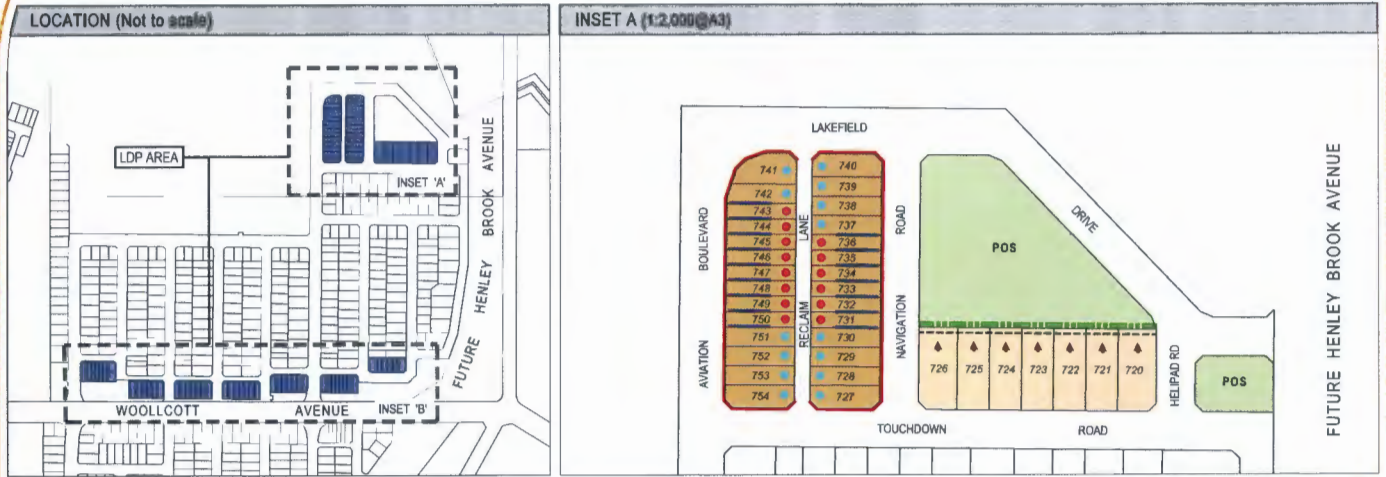 LOCATION (Not to scale)
INSET A (1:2,000@A3)
LDP AREA
INSET 'A'
FUTURE HENLEY BROOK AVENUE
WOOLLCOTT AVENUE
INSET 'B'
LAKEFIELD
DRIVE
BOULEVARD
AVIATION
LANE
RECLAIM
ROAD
NAVIGATION
741
742
743
744
745
746
747
748
749
750
751
752
753
754
740
739
738
737
736
735
734
733
732
731
730
729
728
727
POS
726 725 724 723 722 721 720
HELIPAD RD
POS
TOUCHDOWN ROAD
FUTURE HENLEY BROOK AVENUE